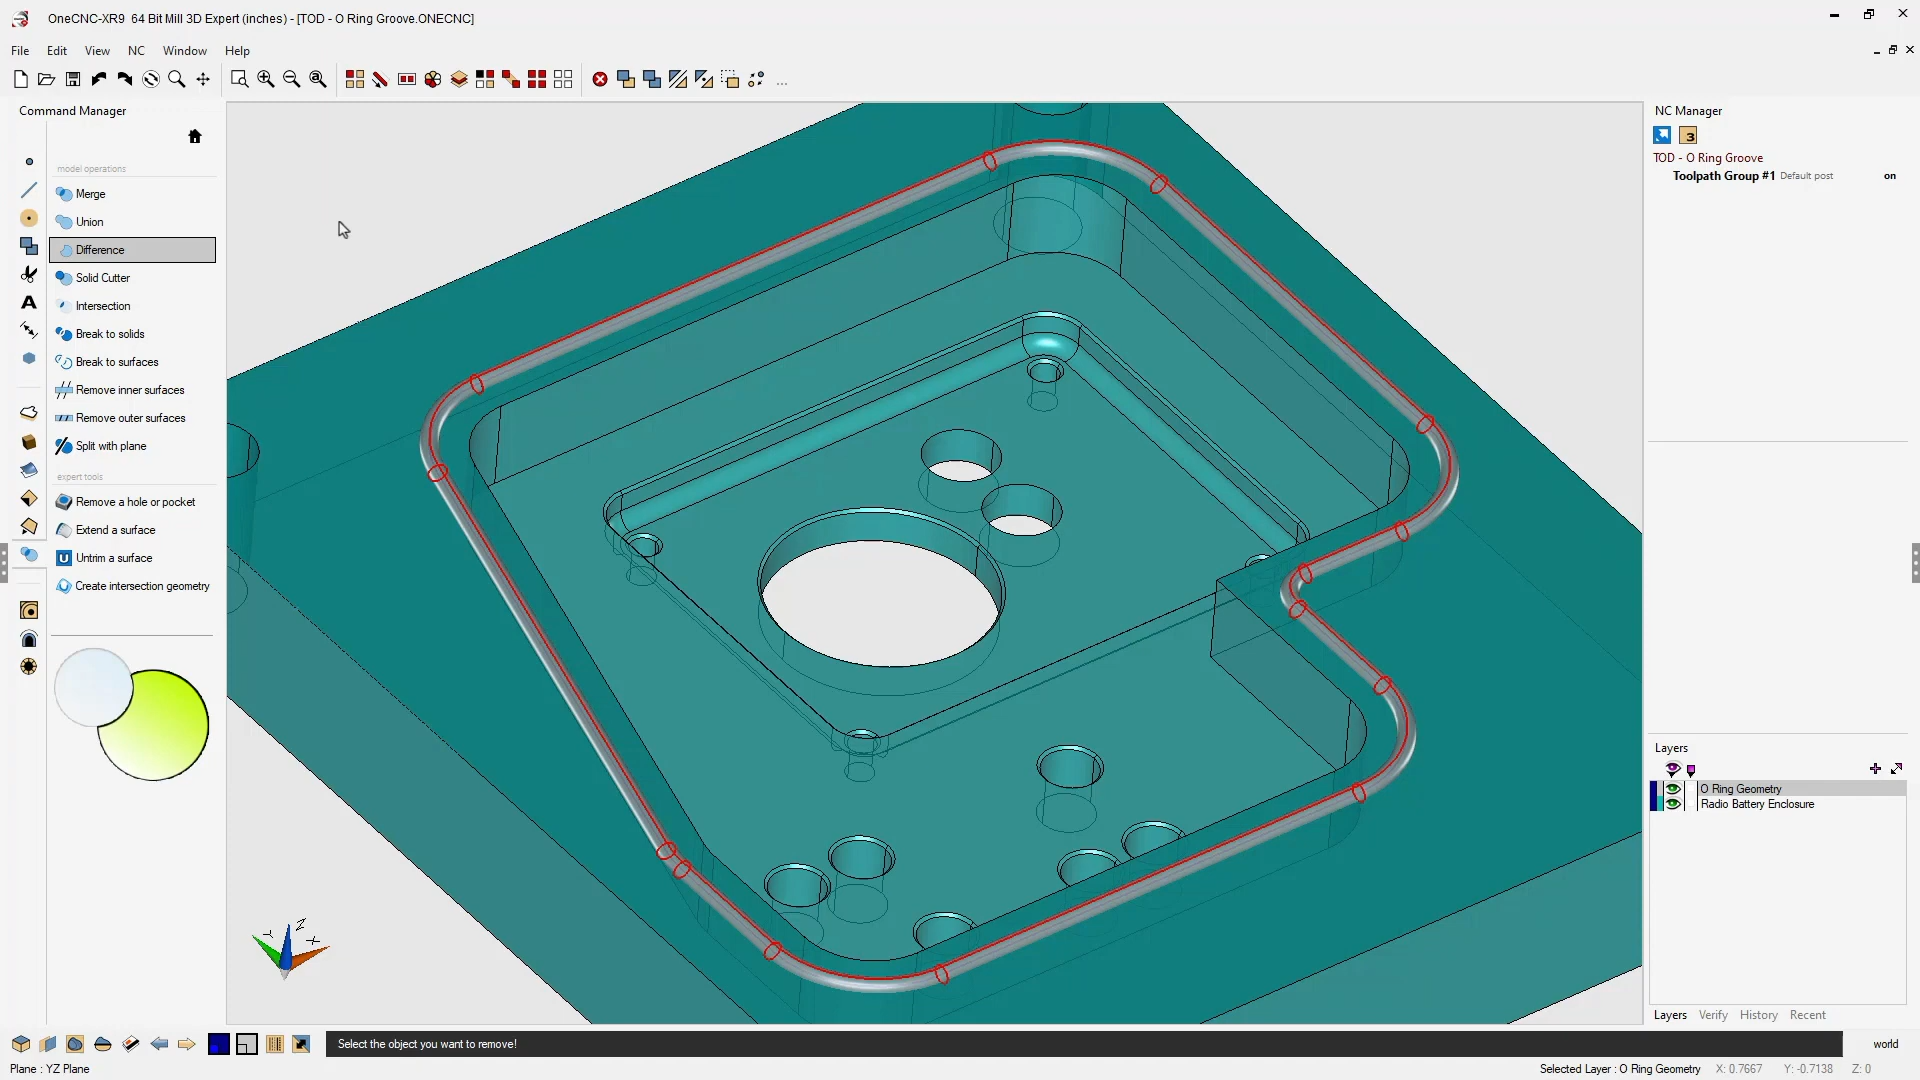 OneCNC-XR9 64 Bit Mill 3D Expert (inches) - [TOD - O Ring Groove.ONECNC]
File Edit View NC Window Help
...
Command Manager
model operations
Merge
Union
Difference
Solid Cutter
Intersection
Break to solids
Break to surfaces
Remove inner surfaces
Remove outer surfaces
Split with plane
expert tools
Remove a hole or pocket
Extend a surface
U Untrim a surface
Create intersection geometry
A
Z
Y
X
NC Manager
3
TOD - O Ring Groove
Toolpath Group #1 Default post on
Layers
O Ring Geometry
Radio Battery Enclosure
Layers Verify History Recent
Select the object you want to remove!
world
Plane : YZ Plane
Selected Layer : O Ring Geometry X: 0.7667 Y: -0.7138 Z: 0